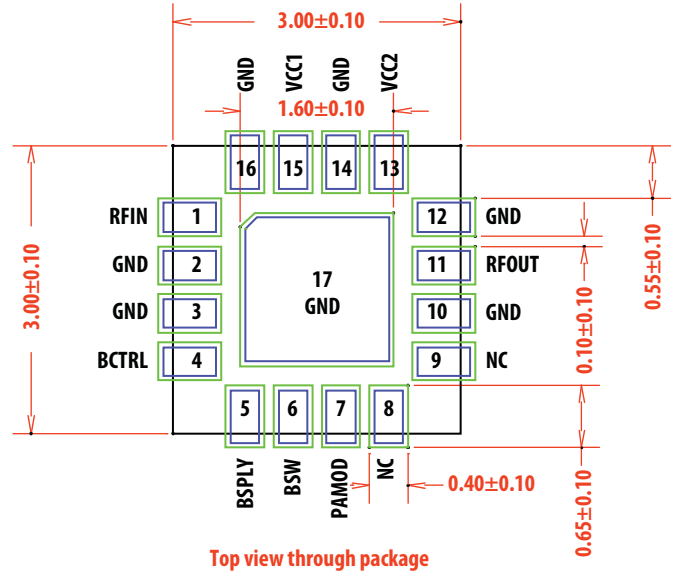 3.00±0.10
GND
VCC1
GND
VCC2
1.60±0.10
16
15
14
13
RFIN
1
12
GND
GND
2
11
RFOUT
17
GND
GND
3
10
GND
BCTRL
4
9
NC
3.00±0.10
0.55±0.10
0.10±0.10
5
6
7
8
BSPLY
BSW
PAMOD
NC
0.40±0.10
0.65±0.10
Top view through package